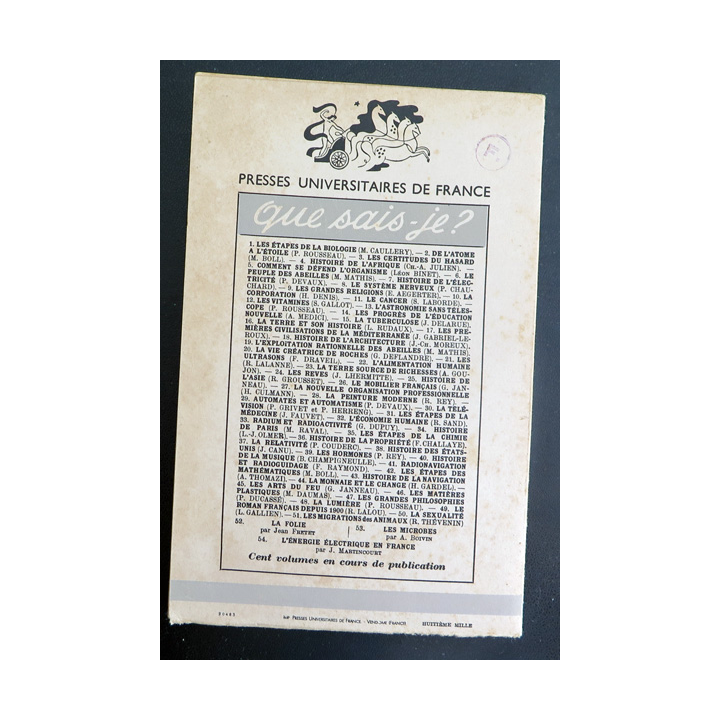 PRESSES UNIVERSITAIRES DE FRANCE
que sais-je?
1. LES ÉTAPES DE LA BIOLOGIE (M. CAULLERY). — 2. DE L'ATOME
A L'ÉTOILE (P. ROUSSEAU). — 3. LES CERTITUDES DU HASARD
(M. BOLL). — 4. HISTOIRE DE L'AFRIQUE (CH.-A. JULIEN). —
5. COMMENT SE DÉFEND L'ORGANISME (LÉON BINET). — 6. LE
PEUPLE DES ABEILLES (M. MATHIS). — 7. HISTOIRE DE L'ÉLEC-
TRICITÉ (P. DEVAUX). — 8. LE SYSTÈME NERVEUX (P. CHAU-
CHARD). — 9. LES GRANDES RELIGIONS (E. AEGERTER). — 10. LA
CORPORATION (H. DENIS). — 11. LE CANCER (S. LABORDE). —
12. LES VITAMINES (S. GALLOT). — 13. L'ASTRONOMIE SANS TÉLES-
COPE (P. ROUSSEAU). — 14. LES PROGRÈS DE L'ÉDUCATION
NOUVELLE (A. MEDICI). — 15. LA TUBERCULOSE (J. DELARUE). —
16. LA TERRE ET SON HISTOIRE (L. RUDAUX). — 17. LES PRE-
MIÈRES CIVILISATIONS DE LA MÉDITERRANÉE (J. GABRIEL-LE-
ROUX). — 18. HISTOIRE DE L'ARCHITECTURE (J.-CH. MOREUX). —
19. L'EXPLOITATION RATIONNELLE DES ABEILLES (M. MATHIS). —
20. LA VIE CRÉATRICE DE ROCHES (G. DEFLANDRE). — 21. LES
ULTRASONS (F. DRAVEIL). — 22. L'ALIMENTATION HUMAINE
(R. LALANNE). — 23. LA TERRE SOURCE DE RICHESSES (A. GOU-
JON). — 24. LES REVES (J. LHERMITTE). — 25. HISTOIRE DE
L'ASIE (R. GROUSSET). — 26. LE MOBILIER FRANÇAIS (G. JAN-
NEAU). — 27. LA NOUVELLE ORGANISATION PROFESSIONNELLE
(H. CULMANN). — 28. LA PEINTURE MODERNE (R. REY). —
29. AUTOMATES ET AUTOMATISME (P. DEVAUX). — 30. LA TÉLÉ-
VISION (P. GRIVET et P. HERRENG). — 31. LES ÉTAPES DE LA
MÉDECINE (J. FAUVET). — 32. L'ÉCONOMIE HUMAINE (R. SAND). —
33. RADIUM ET RADIOACTIVITÉ (G. DUPUY). — 34. HISTOIRE
DE PARIS (M. RAVAL). — 35. LES ÉTAPES DE LA CHIMIE
(L.-J. OLMER). — 36. HISTOIRE DE LA PROPRIÉTÉ (F. CHALLAYE). —
37. LA RELATIVITÉ (P. COUDERC). — 38. HISTOIRE DES ÉTATS-
UNIS (J. CANU). — 39. LES HORMONES (P. REY). — 40. HISTOIRE
DE LA MUSIQUE (B. CHAMPIGNEULLE). — 41. RADIONAVIGATION
ET RADIOGUIDAGE (F. RAYMOND). — 42. LES ÉTAPES DES
MATHÉMATIQUES (M. BOLL). — 43. HISTOIRE DE LA NAVIGATION
(A. THOMAZI). — 44. LA MONNAIE ET LE CHANGE (H. GARDEL). —
45. LES ARTS DU FEU (G. JANNEAU). — 46. LES MATIÈRES
PLASTIQUES (M. DAUMAS). — 47. LES GRANDES PHILOSOPHIES
(P. DUCASSÉ). — 48. LA LUMIÈRE (P. ROUSSEAU). — 49. LE
ROMAN FRANÇAIS DEPUIS 1900 (R. LALOU). — 50. LA SEXUALITÉ
(L. GALLIEN). — 51. LES MIGRATIONS des ANIMAUX (R. THÉVENIN)
52. LA FOLIE 53. LES MICROBES
par Jean FRETET par A. BOIVIN
54. L'ÉNERGIE ÉLECTRIQUE EN FRANCE
par J. MARTINCOURT
Cent volumes en cours de publication
IMP. PRESSES UNIVERSITAIRES DE FRANCE - VENDOME (FRANCE) HUITIÈME MILLE